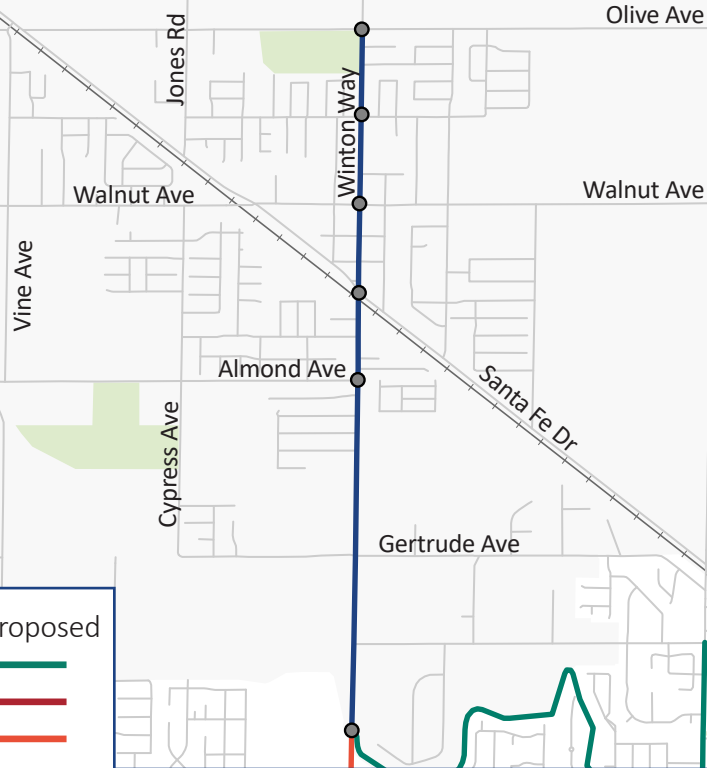 Olive Ave
Jones Rd
Winton Way
Walnut Ave
Walnut Ave
Vine Ave
Almond Ave
Santa Fe Dr
Cypress Ave
Gertrude Ave
roposed